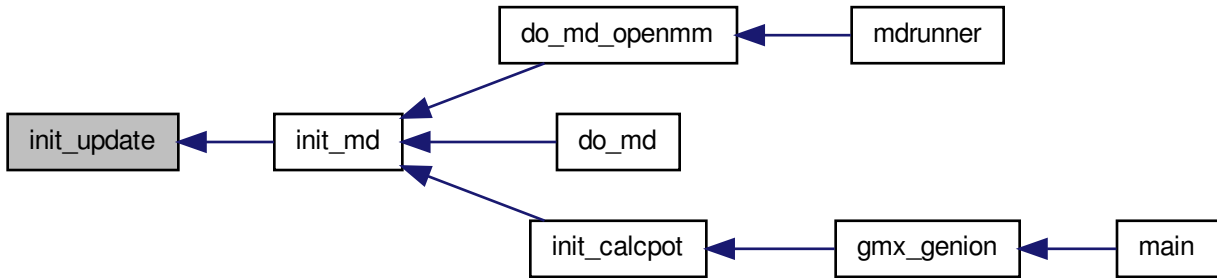 do_md_openmm
mdrunner
init_update
init_md
do_md
init_calcpot
gmx_genion
main